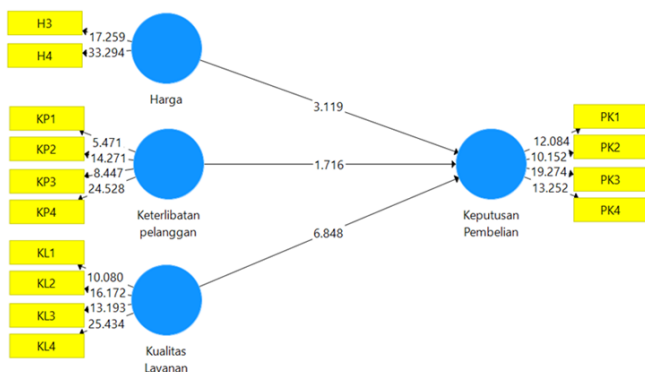 H3
17.259
H4
33.294
Harga
3.119
KP1
5.471
KP2
14.271
KP3
8.447
KP4
24.528
Keterlibatan
pelanggan
1.716
KL1
10.080
KL2
16.172
KL3
13.193
KL4
25.434
Kualitas
Layanan
6.848
Keputusan
Pembelian
PK1
12.084
PK2
10.152
PK3
19.274
PK4
13.252